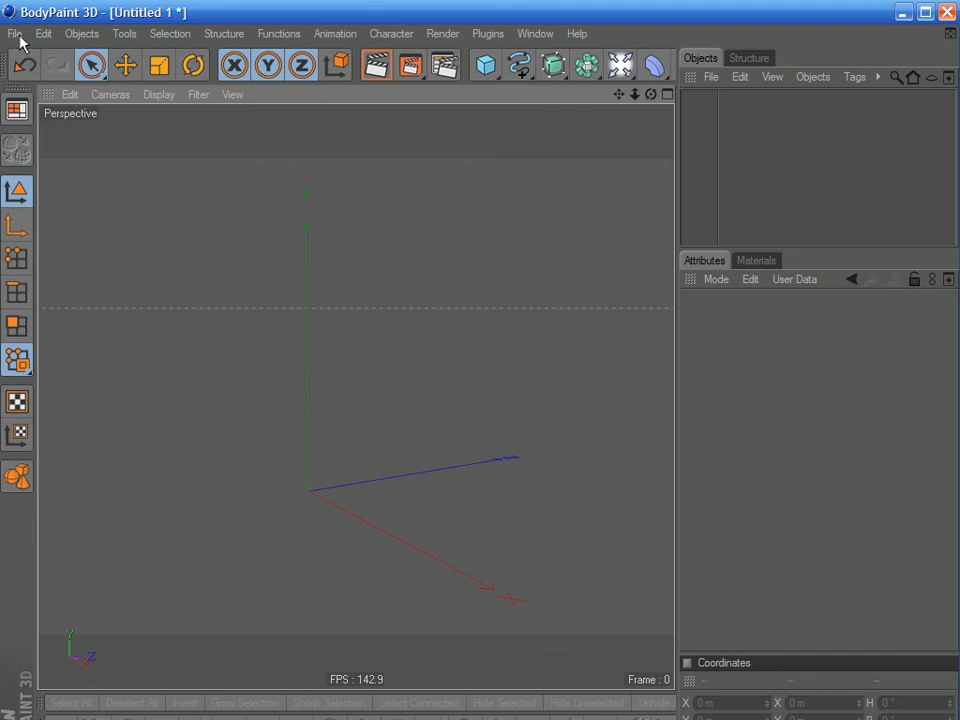 BodyPaint 3D - [Untitled 1 *]
File Edit Objects Tools Selection Structure Functions Animation Character Render Plugins Window Help
X Y Z
Objects Structure
File Edit View Objects Tags
Edit Cameras Display Filter View
Perspective
Attributes Materials
Mode Edit User Data
Y
X Z
FPS : 142.9
Frame : 0
Coordinates
Select All Deselect All Invert Grow Selection Shrink Selection Select Connected Hide Selected Hide Unselected Unhide
X 0 m X 0 m H 0 °
PAINT 3D